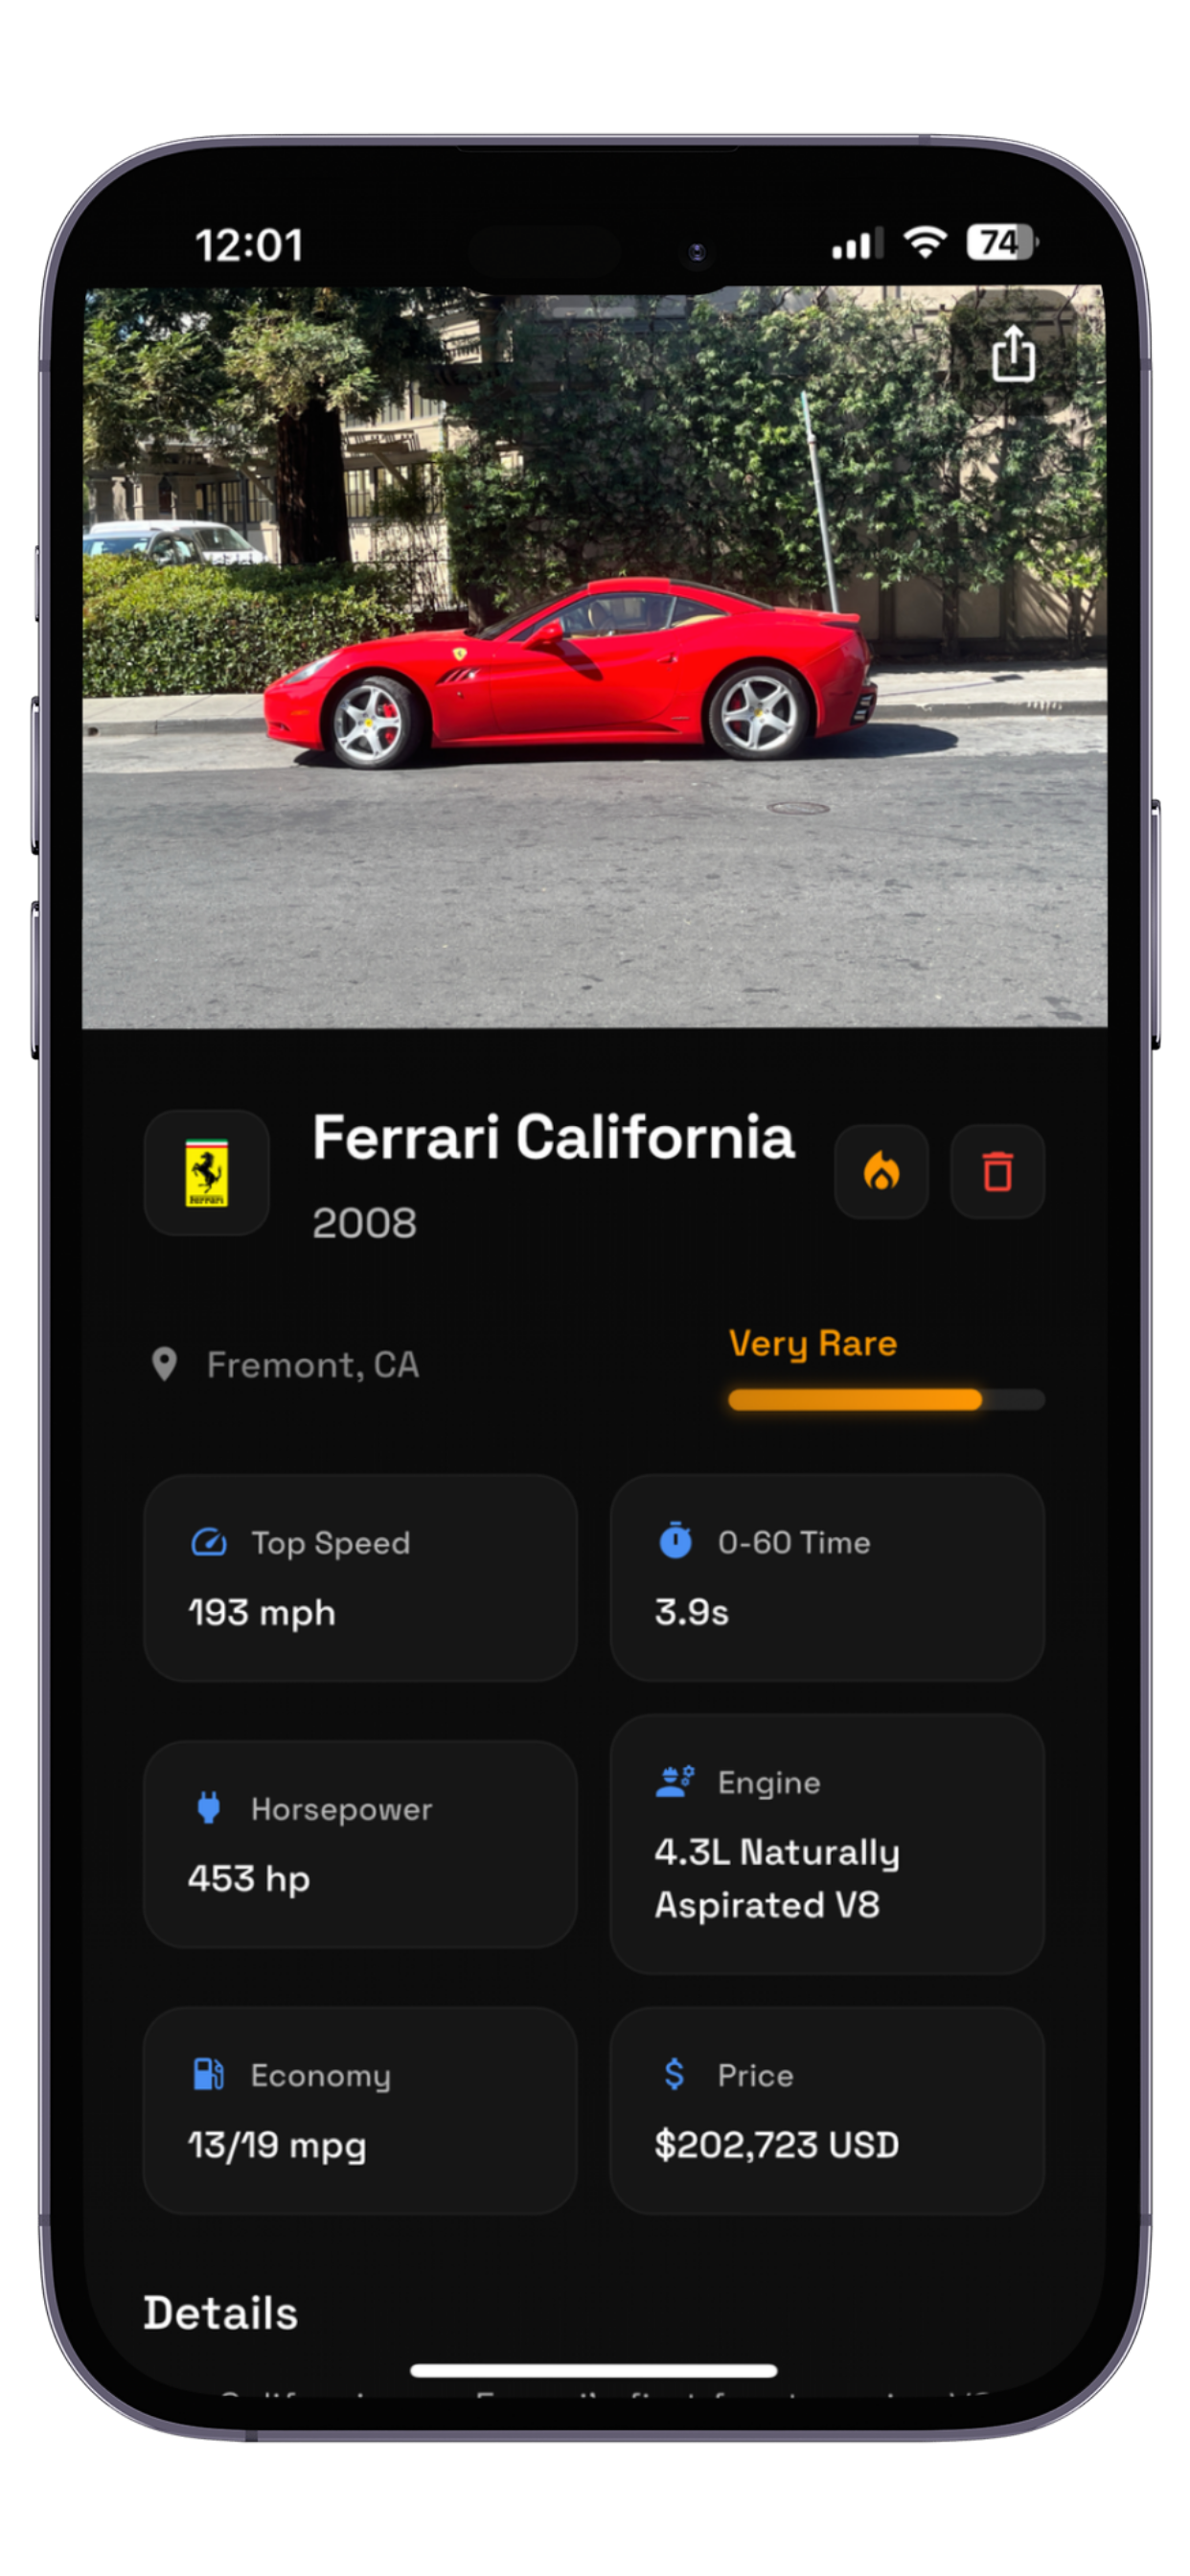 12:01
74
Ferrari
Ferrari California
2008
Fremont, CA
Very Rare
Top Speed
193 mph
0-60 Time
3.9s
Horsepower
453 hp
Engine
4.3L Naturally
Aspirated V8
Economy
13/19 mpg
Price
$202,723 USD
Details